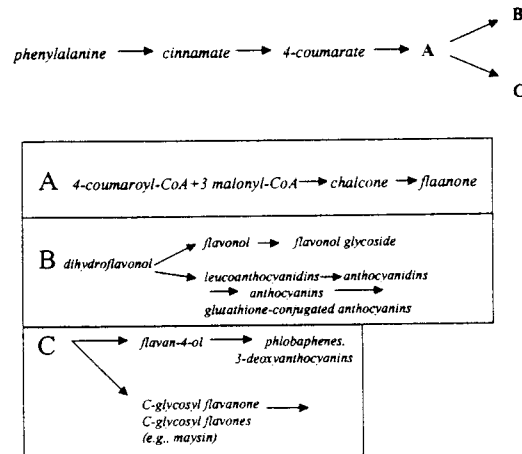 B
phenylalanine → cinnamate → 4-coumarate → A
C
A 4-coumaroyl-CoA+3 malonyl-CoA → chalcone → flaanone
flavonol → flavonol glycoside
B dihydroflavonol
leucoanthocyanidins → anthocyanidins
→ anthocyanins →
glutathione-conjugated anthocyanins
C → flavan-4-ol → phlobaphenes.
3-deoxyanthocyanins
C-glycosyl flavanone →
C-glycosyl flavones
(e.g., maysin)